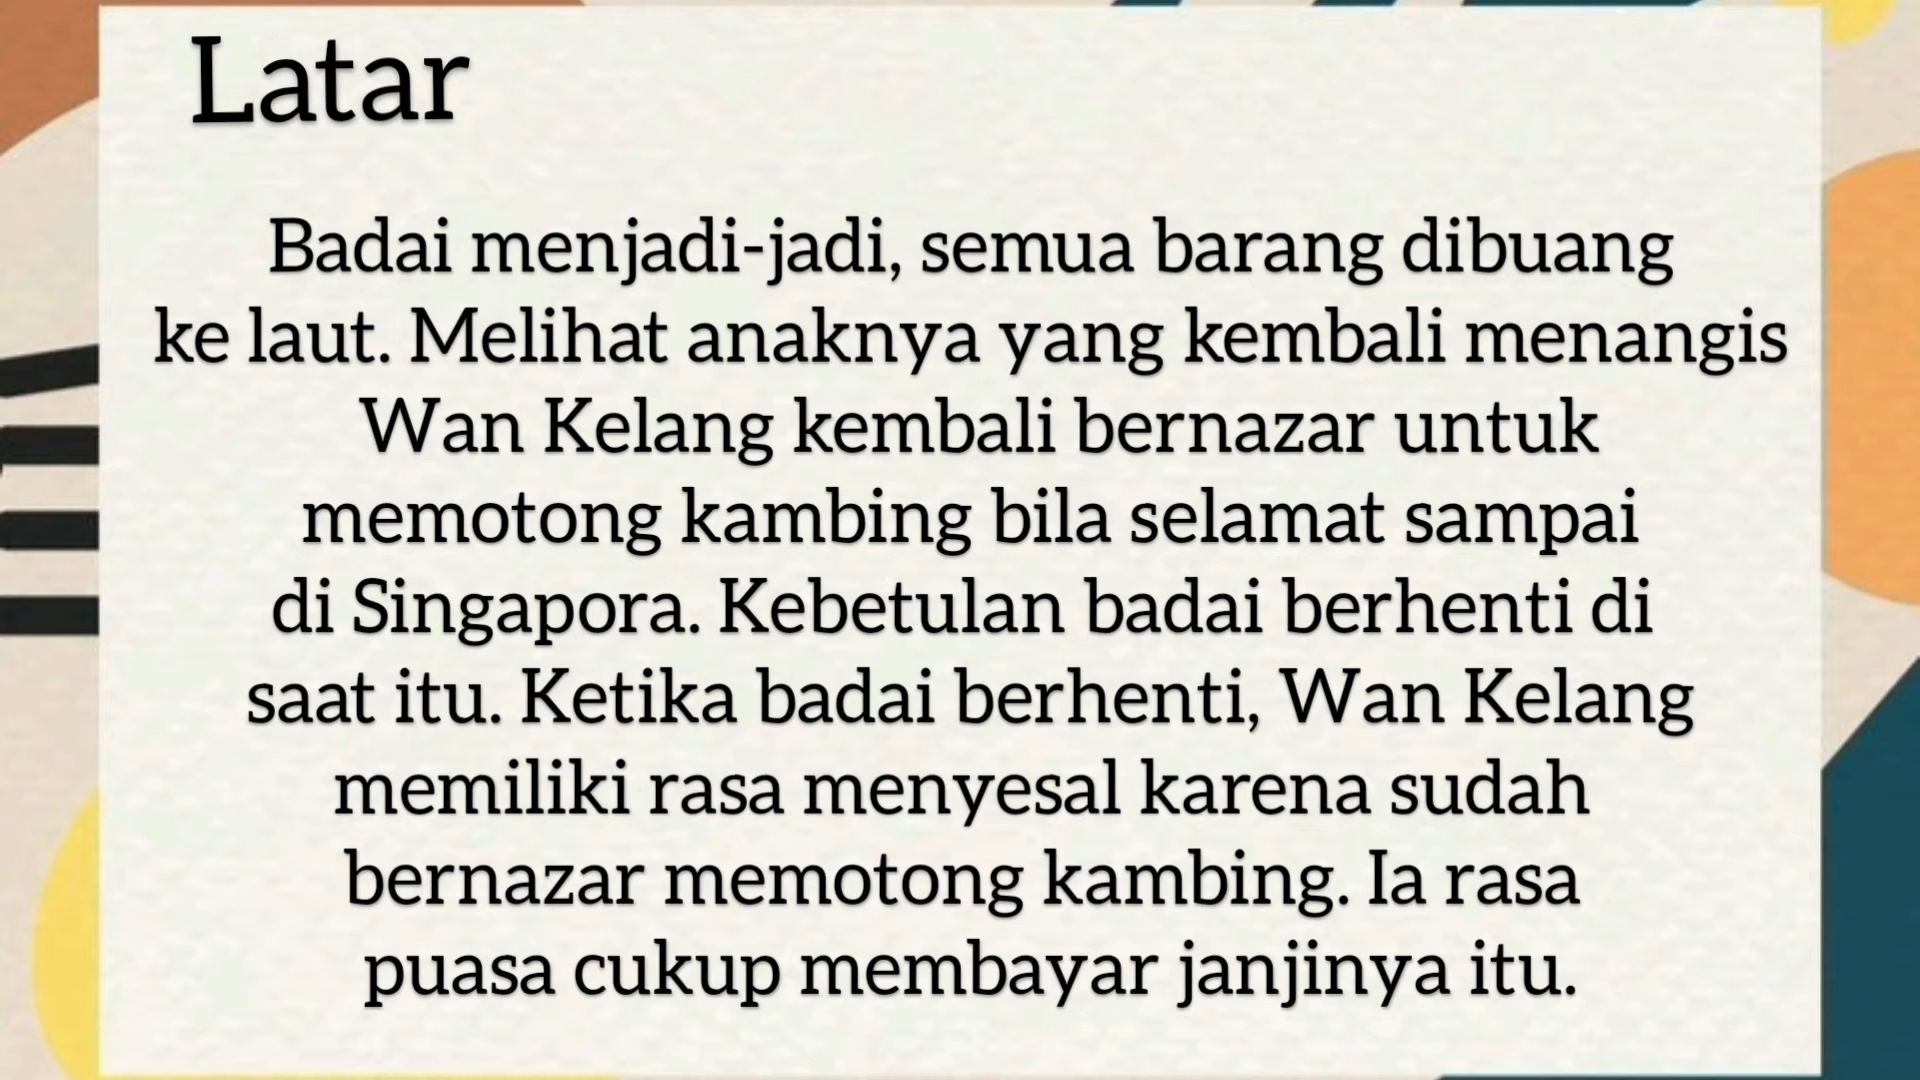 Latar
Badai menjadi-jadi, semua barang dibuang
ke laut. Melihat anaknya yang kembali menangis
Wan Kelang kembali bernazar untuk
memotong kambing bila selamat sampai
di Singapora. Kebetulan badai berhenti di
saat itu. Ketika badai berhenti, Wan Kelang
memiliki rasa menyesal karena sudah
bernazar memotong kambing. Ia rasa
puasa cukup membayar janjinya itu.